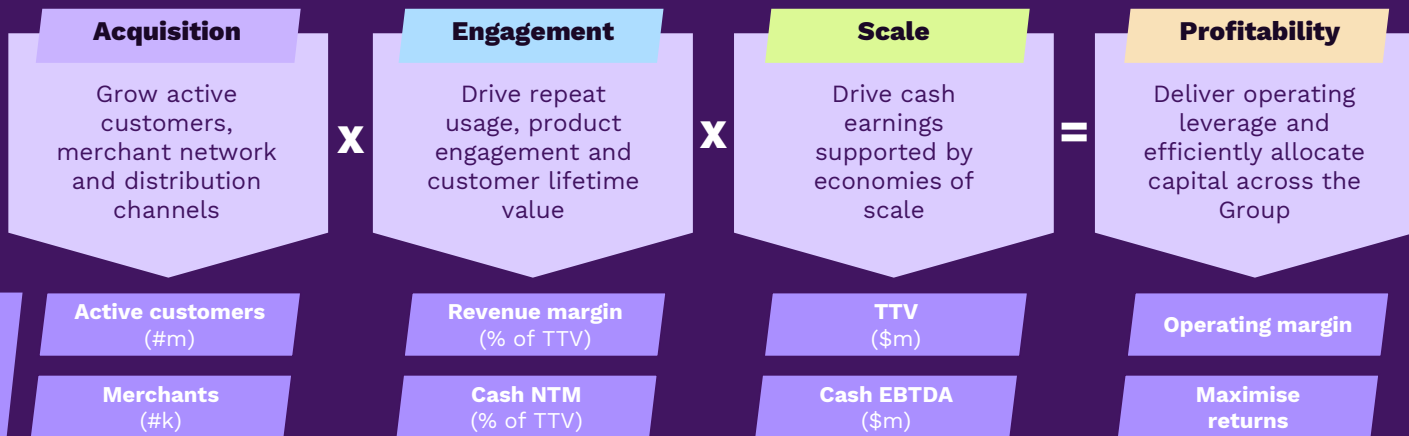 Acquisition
Grow active
customers,
merchant network
and distribution
channels
x
Engagement
Drive repeat
usage, product
engagement and
customer lifetime
value
x
Scale
Drive cash
earnings
supported by
economies of
scale
=
Profitability
Deliver operating
leverage and
efficiently allocate
capital across the
Group
Active customers
(#m)
Revenue margin
(% of TTV)
TTV
($m)
Operating margin
Merchants
(#k)
Cash NTM
(% of TTV)
Cash EBTDA
($m)
Maximise
returns